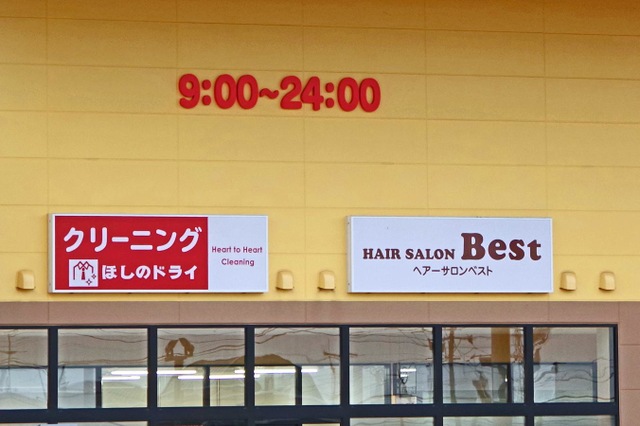 9:00~24:00
クリーニング
ほしのドライ
Heart to Heart
Cleaning
HAIR SALON Best
ヘアーサロンベスト